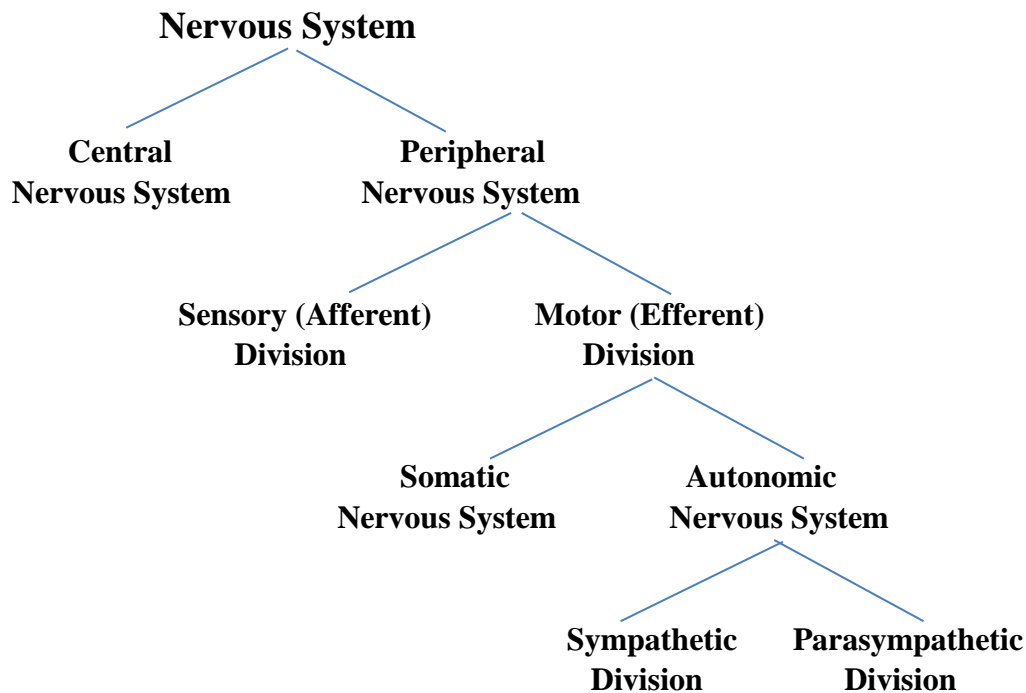 Nervous System
Central
Nervous System
Peripheral
Nervous System
Sensory (Afferent)
Division
Motor (Efferent)
Division
Somatic
Nervous System
Autonomic
Nervous System
Sympathetic
Division
Parasympathetic
Division